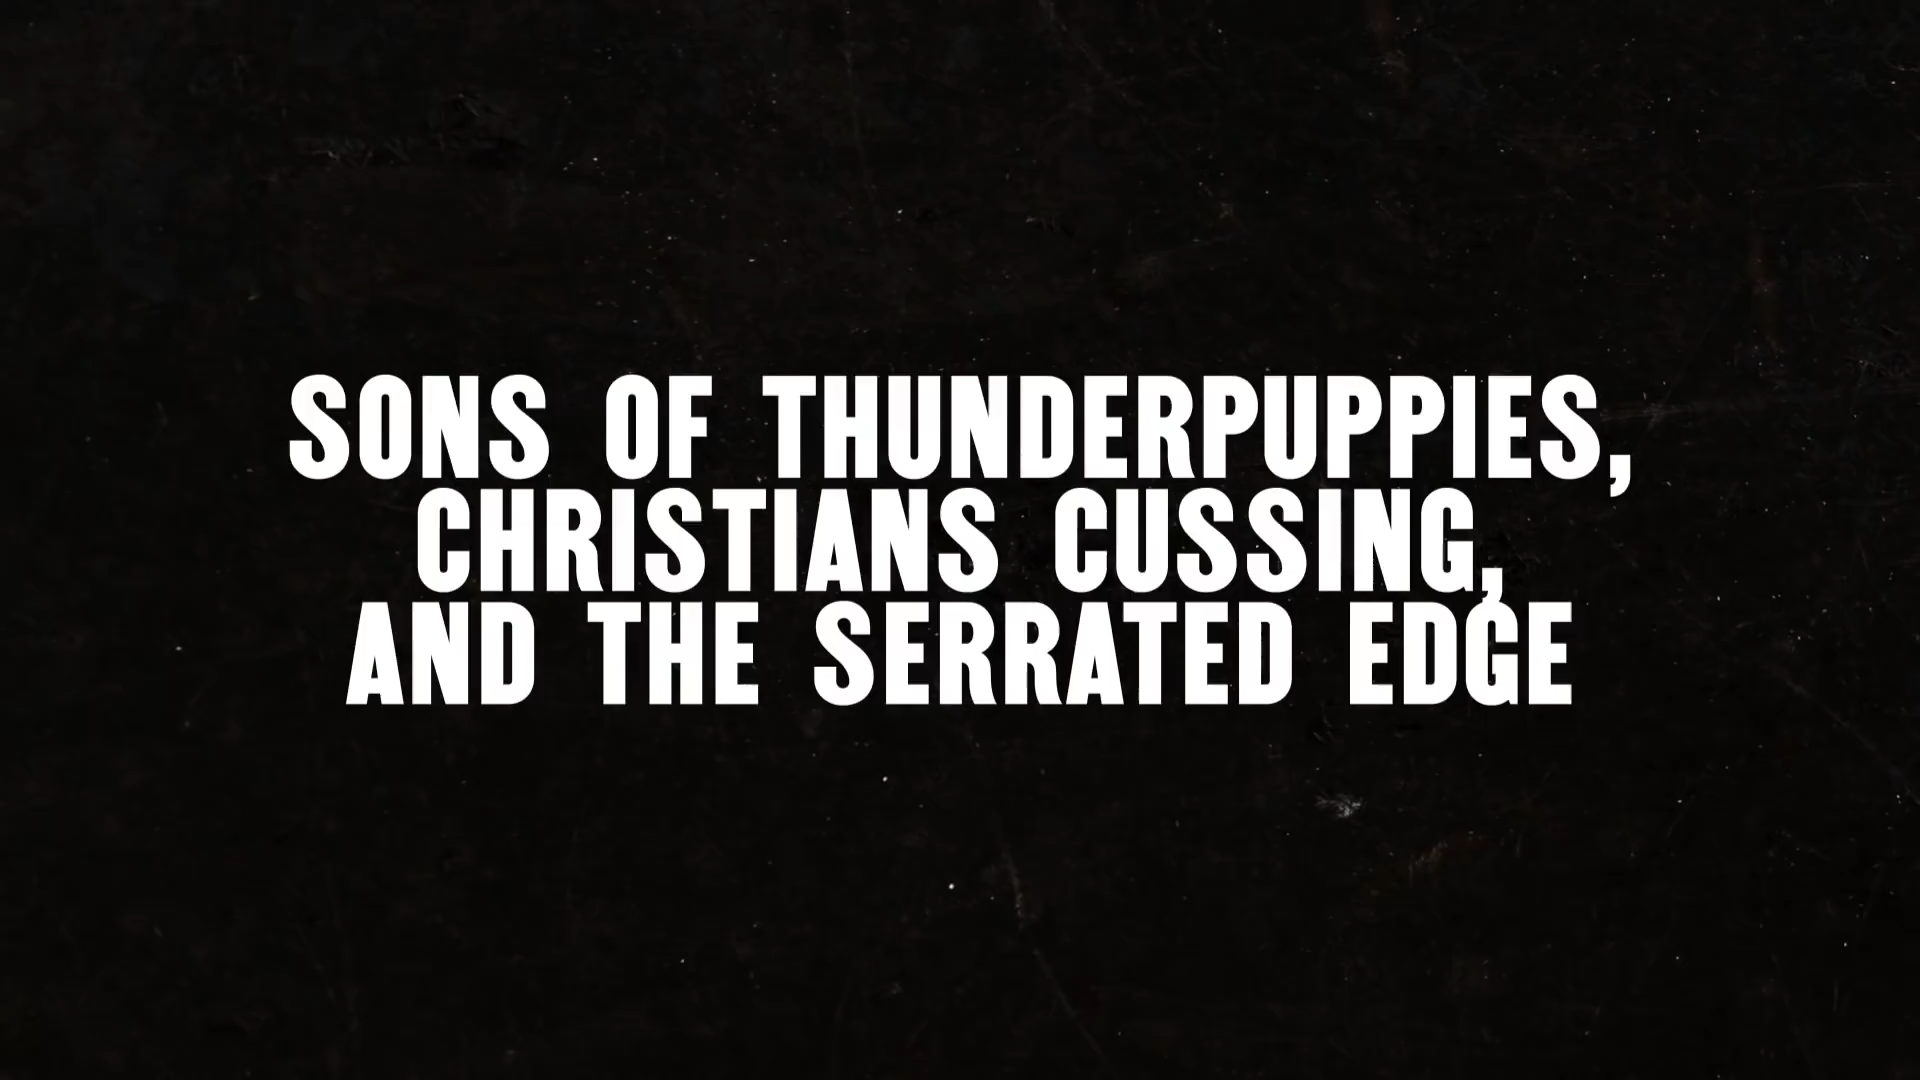 SONS OF THUNDERPUPPIES,
CHRISTIANS CUSSING,
AND THE SERRATED EDGE